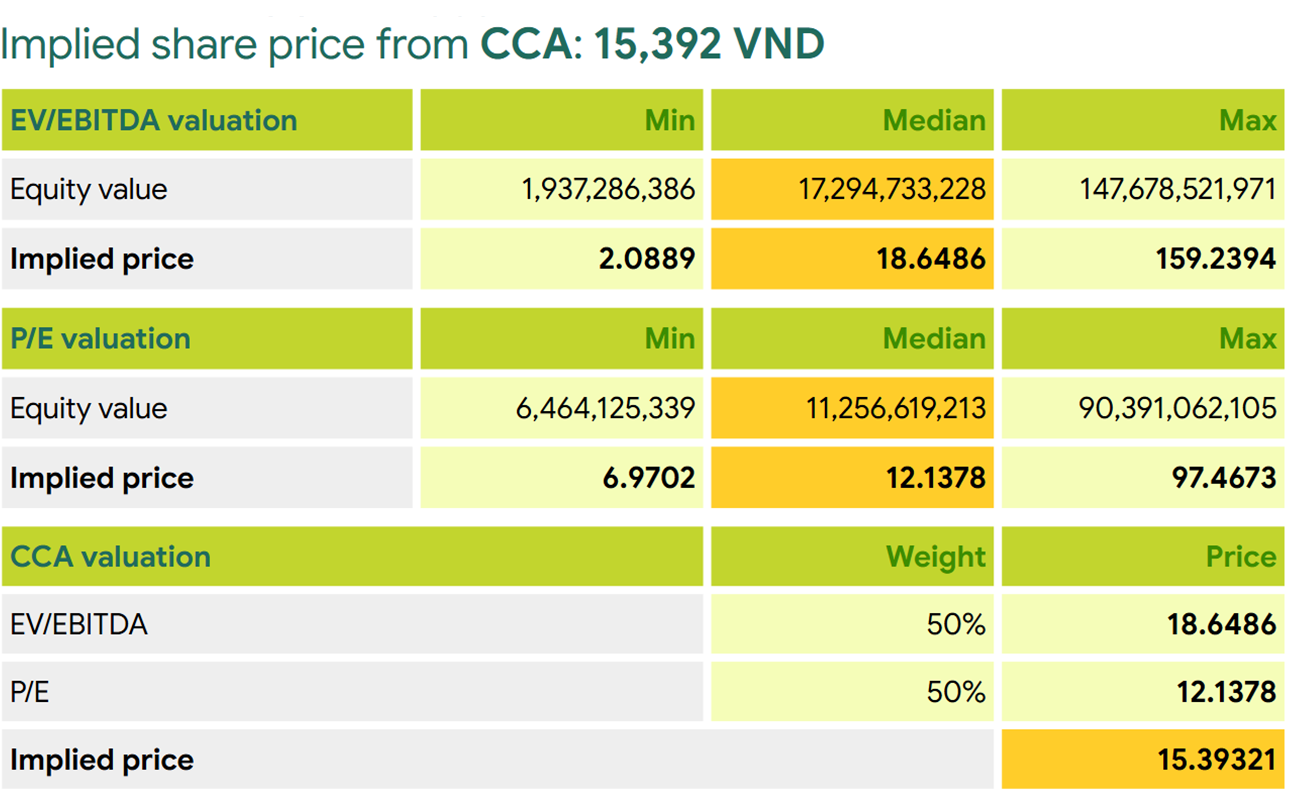 Implied share price from CCA: 15,392 VND
EV/EBITDA valuation Min Median Max
Equity value 1,937,286,386 17,294,733,228 147,678,521,971
Implied price 2.0889 18.6486 159.2394
P/E valuation Min Median Max
Equity value 6,464,125,339 11,256,619,213 90,391,062,105
Implied price 6.9702 12.1378 97.4673
CCA valuation Weight Price
EV/EBITDA 50% 18.6486
P/E 50% 12.1378
Implied price 15.39321